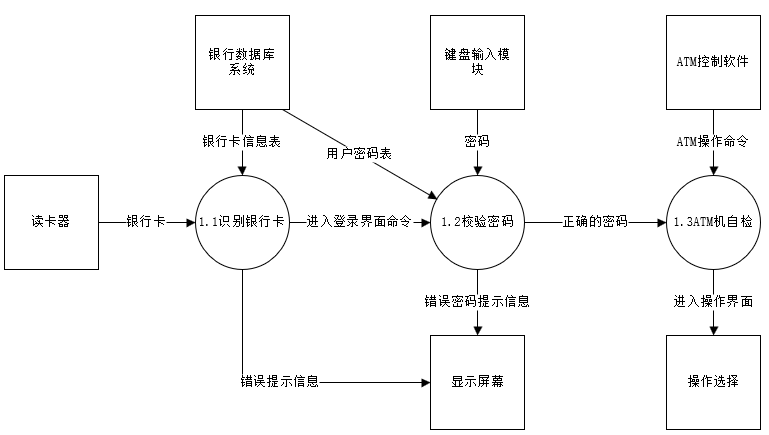 银行数据库
系统
键盘输入模
块
ATM控制软件
银行卡信息表
用户密码表
密码
ATM操作命令
读卡器
银行卡
1.1识别银行卡
进入登录界面命令
1.2校验密码
正确的密码
1.3ATM机自检
错误密码提示信息
进入操作界面
错误提示信息
显示屏幕
操作选择